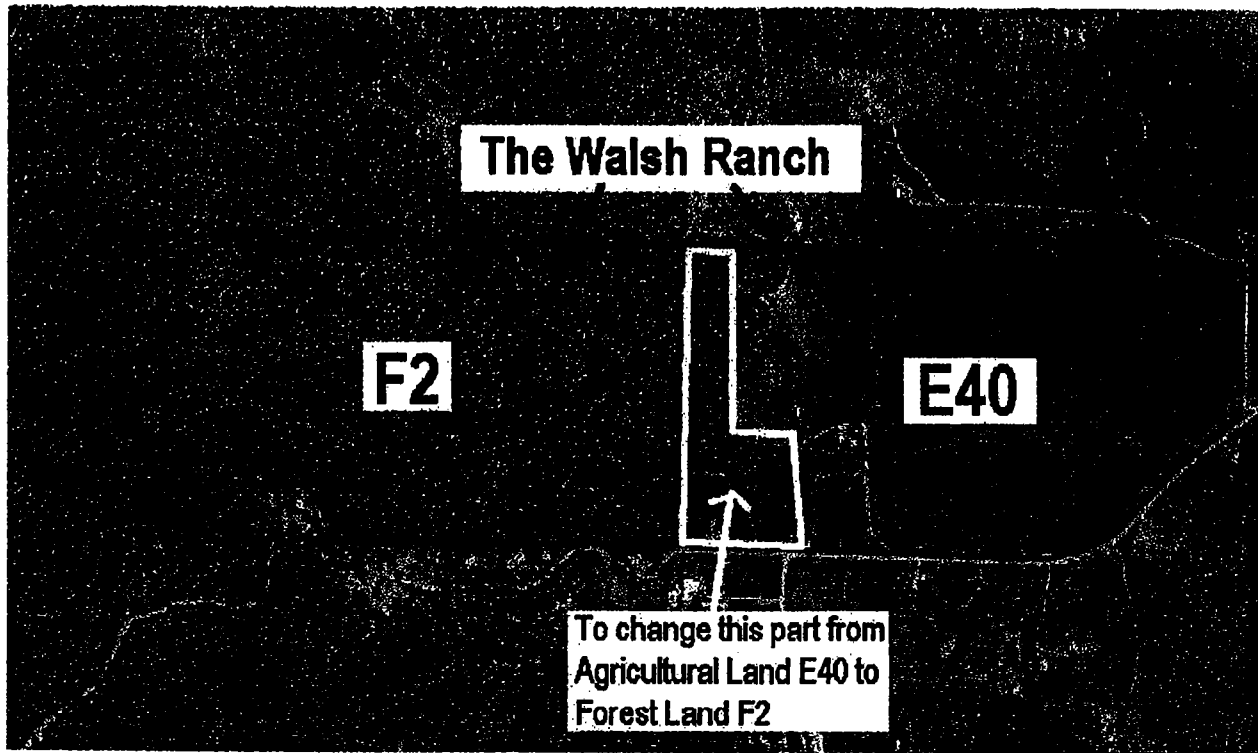 The Walsh Ranch
F2
E40
To change this part from
Agricultural Land E40 to
Forest Land F2